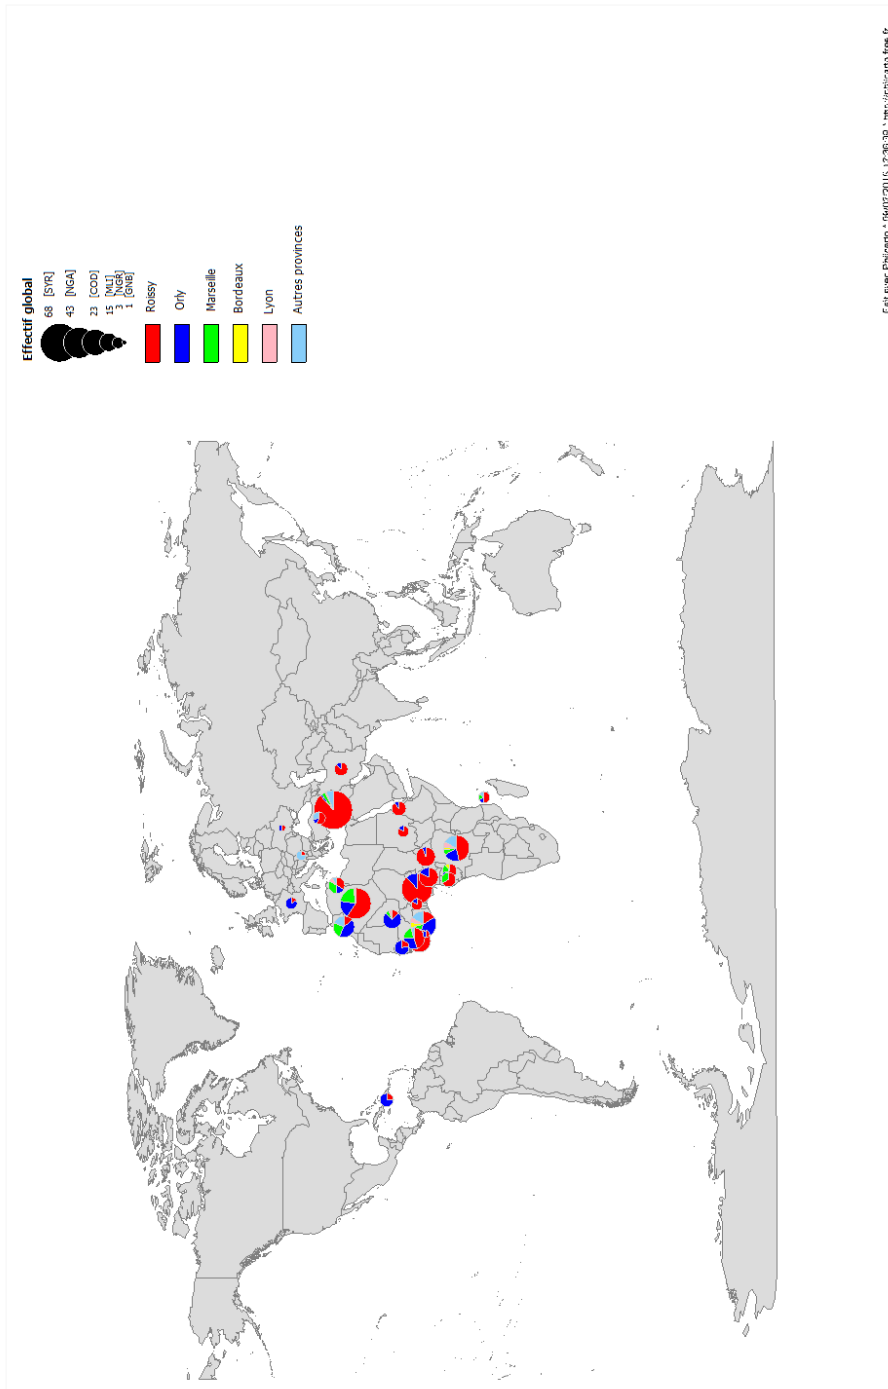 Effectif global
68 [SYR]
43 [NGA]
23 [COD]
15 [MLI]
3 [NGR]
1 [GNB]
Roissy
Orly
Marseille
Bordeaux
Lyon
Autres provinces